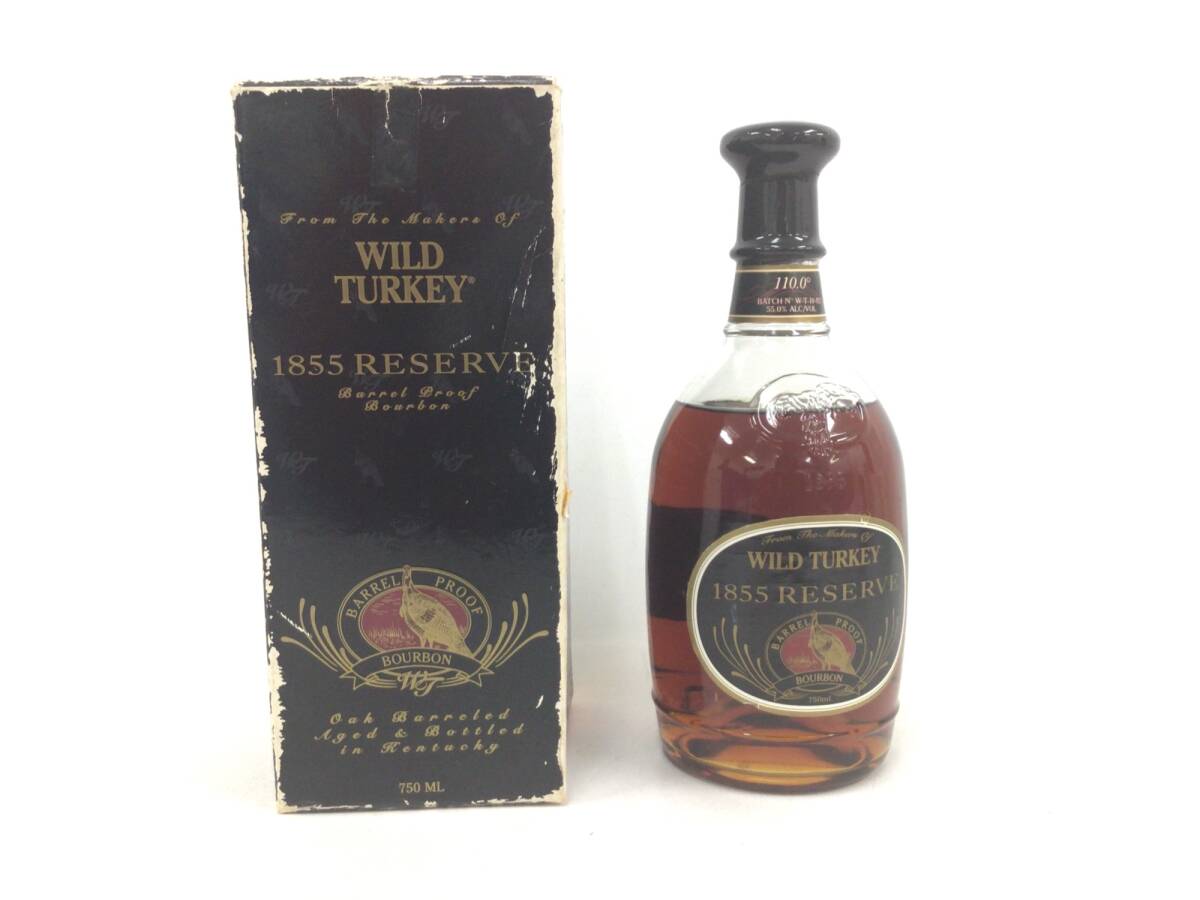 From The Makers Of
WILD
TURKEY®
1855 RESERVE
Barrel Proof
Bourbon
BARREL PROOF
BOURBON
WT
Oak Barreled
Aged & Bottled
in Kentucky
750 ML
110.0°
BATCH Nº
55.0% ALC/VOL
From The Makers Of
WILD TURKEY
1855 RESERVE
BARREL PROOF
BOURBON
750ml